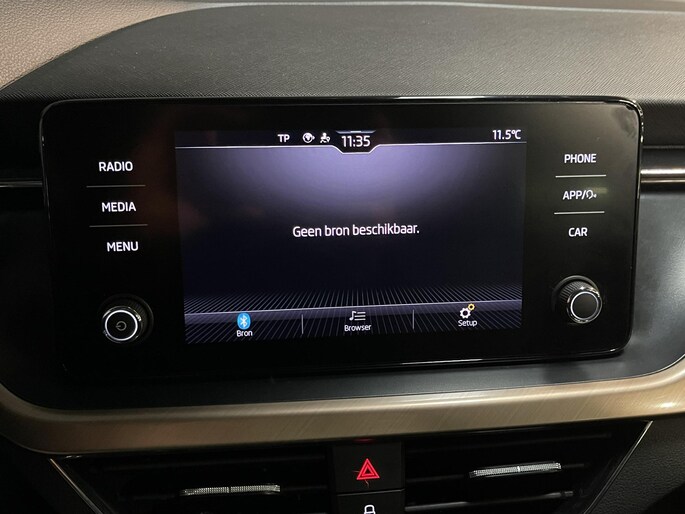 TP 11:35 11.5°C
RADIO
MEDIA
MENU
PHONE
APP/
CAR
Geen bron beschikbaar.
Bron
Browser
Setup